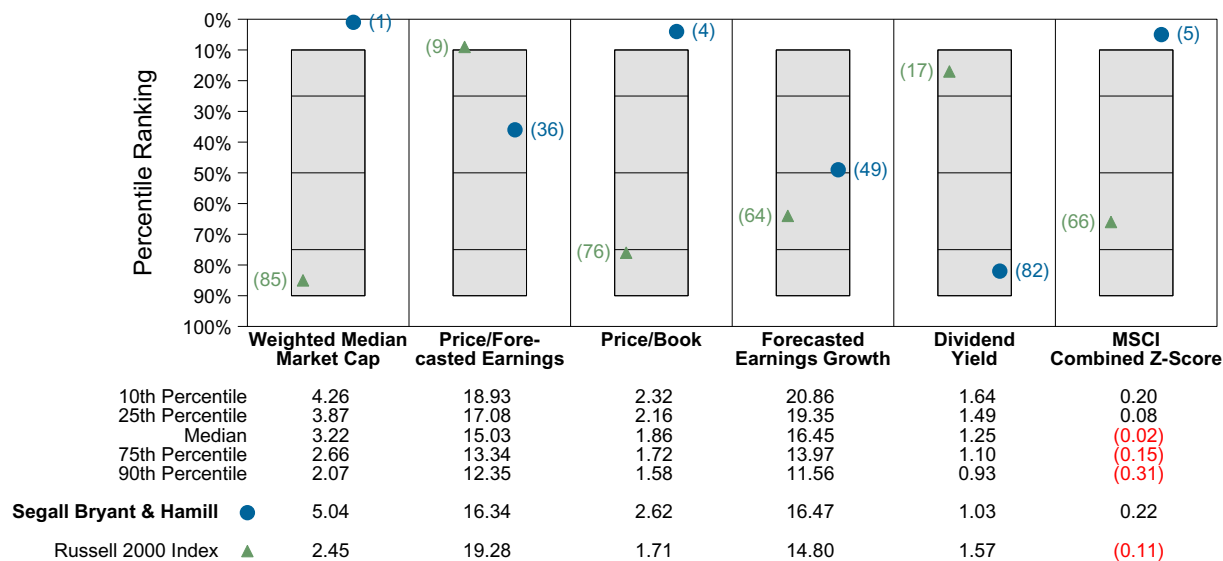 0%
10%
20%
30%
40%
50%
60%
70%
80%
90%
100%
Percentile Ranking
(1)
(85)
(9)
(36)
(4)
(76)
(49)
(64)
(17)
(82)
(5)
(66)
Weighted Median
Market Cap
Price/Fore-
casted Earnings
Price/Book
Forecasted
Earnings Growth
Dividend
Yield
MSCI
Combined Z-Score
10th Percentile 4.26 18.93 2.32 20.86 1.64 0.20
25th Percentile 3.87 17.08 2.16 19.35 1.49 0.08
Median 3.22 15.03 1.86 16.45 1.25 (0.02)
75th Percentile 2.66 13.34 1.72 13.97 1.10 (0.15)
90th Percentile 2.07 12.35 1.58 11.56 0.93 (0.31)
Segall Bryant & Hamill 5.04 16.34 2.62 16.47 1.03 0.22
Russell 2000 Index 2.45 19.28 1.71 14.80 1.57 (0.11)